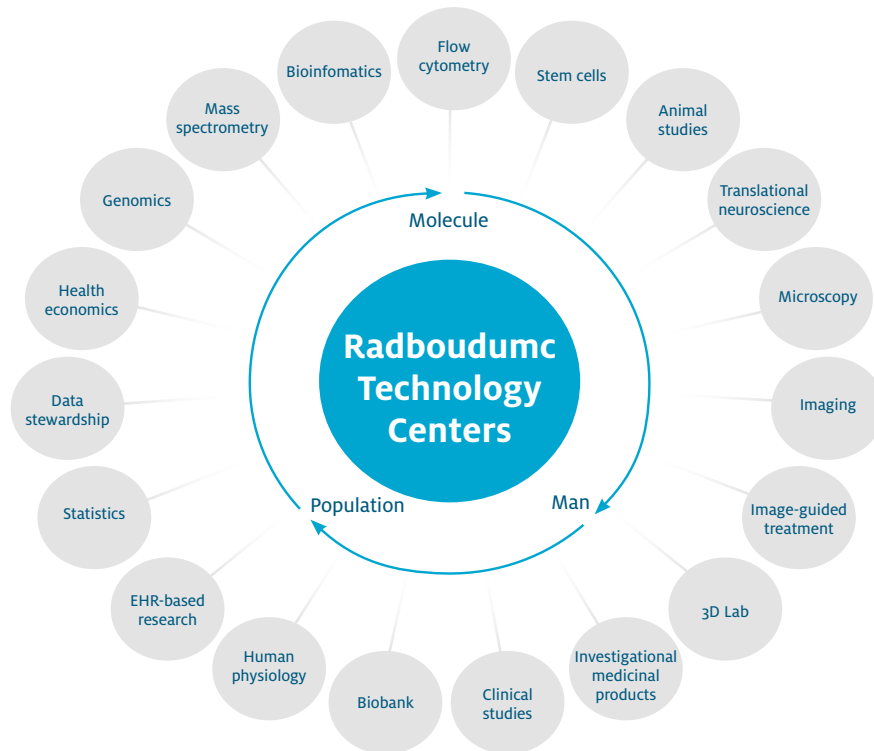 Flow
cytometry
Stem cells
Animal
studies
Translational
neuroscience
Microscopy
Imaging
Image-guided
treatment
3D Lab
Investigational
medicinal
products
Clinical
studies
Biobank
Human
physiology
EHR-based
research
Statistics
Data
stewardship
Health
economics
Genomics
Mass
spectrometry
Bioinfomatics
Molecule
Man
Population
Radboudumc
Technology
Centers